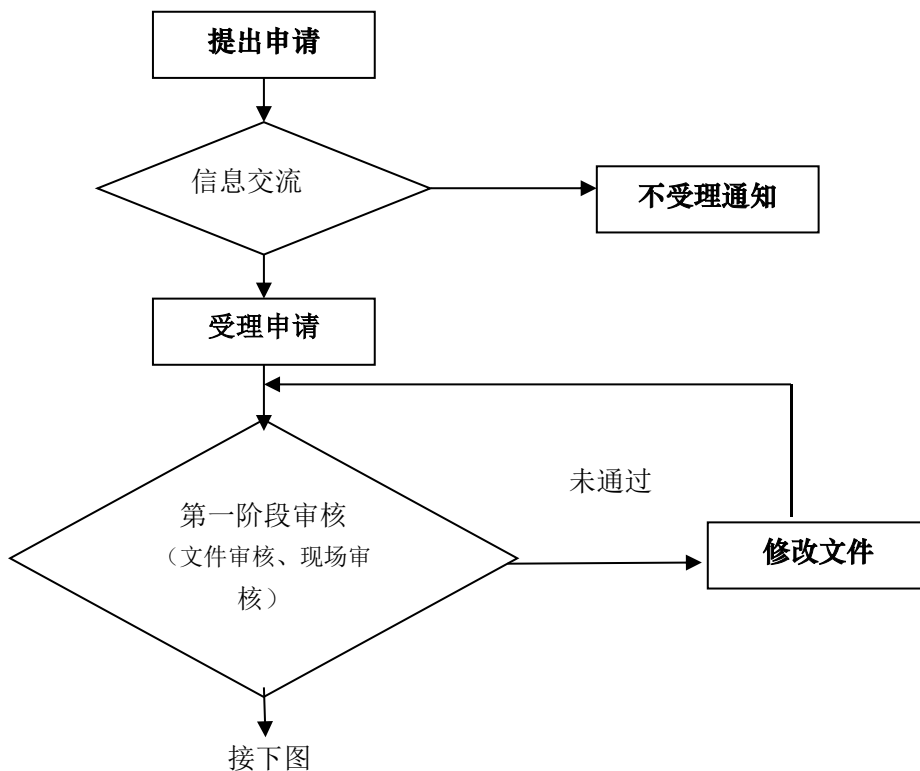 提出申请
信息交流
不受理通知
受理申请
未通过
第一阶段审核
（文件审核、现场审
核）
修改文件
接下图